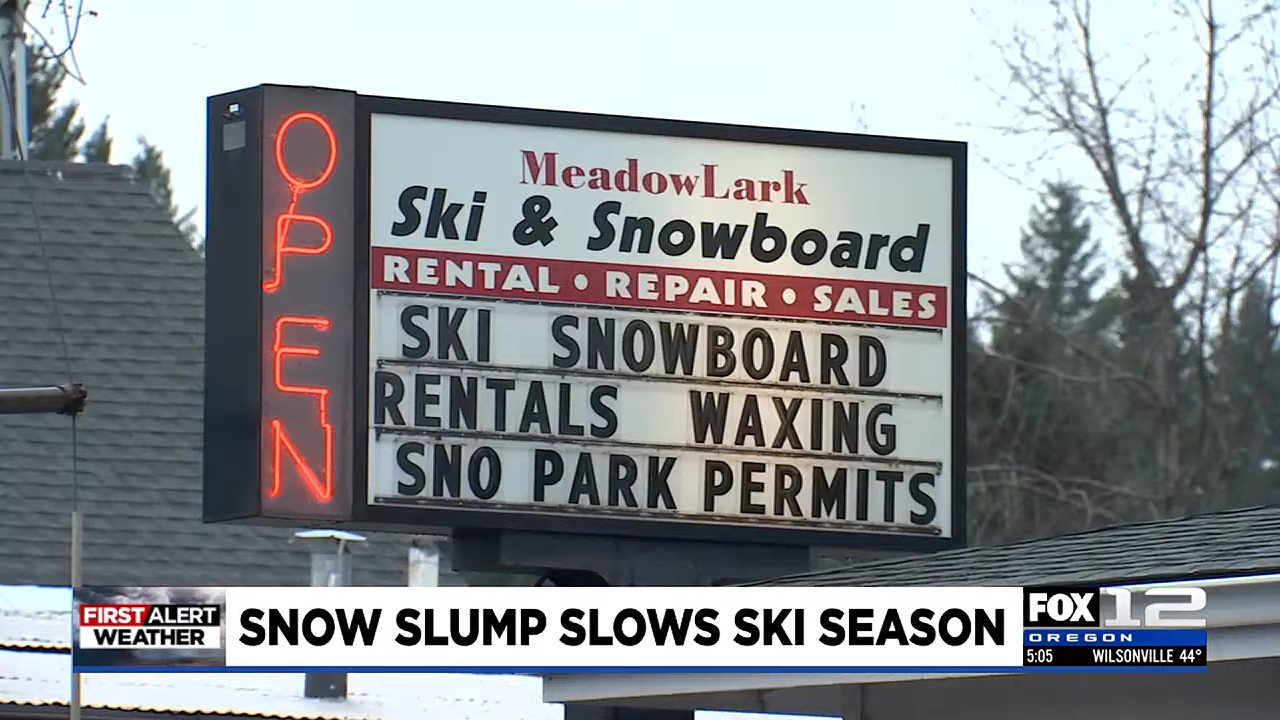 OPEN
MeadowLark
Ski & Snowboard
RENTAL • REPAIR • SALES
SKI SNOWBOARD
RENTALS WAXING
SNO PARK PERMITS
FIRST ALERT
WEATHER
SNOW SLUMP SLOWS SKI SEASON
FOX 12
OREGON
5:05 WILSONVILLE 44°